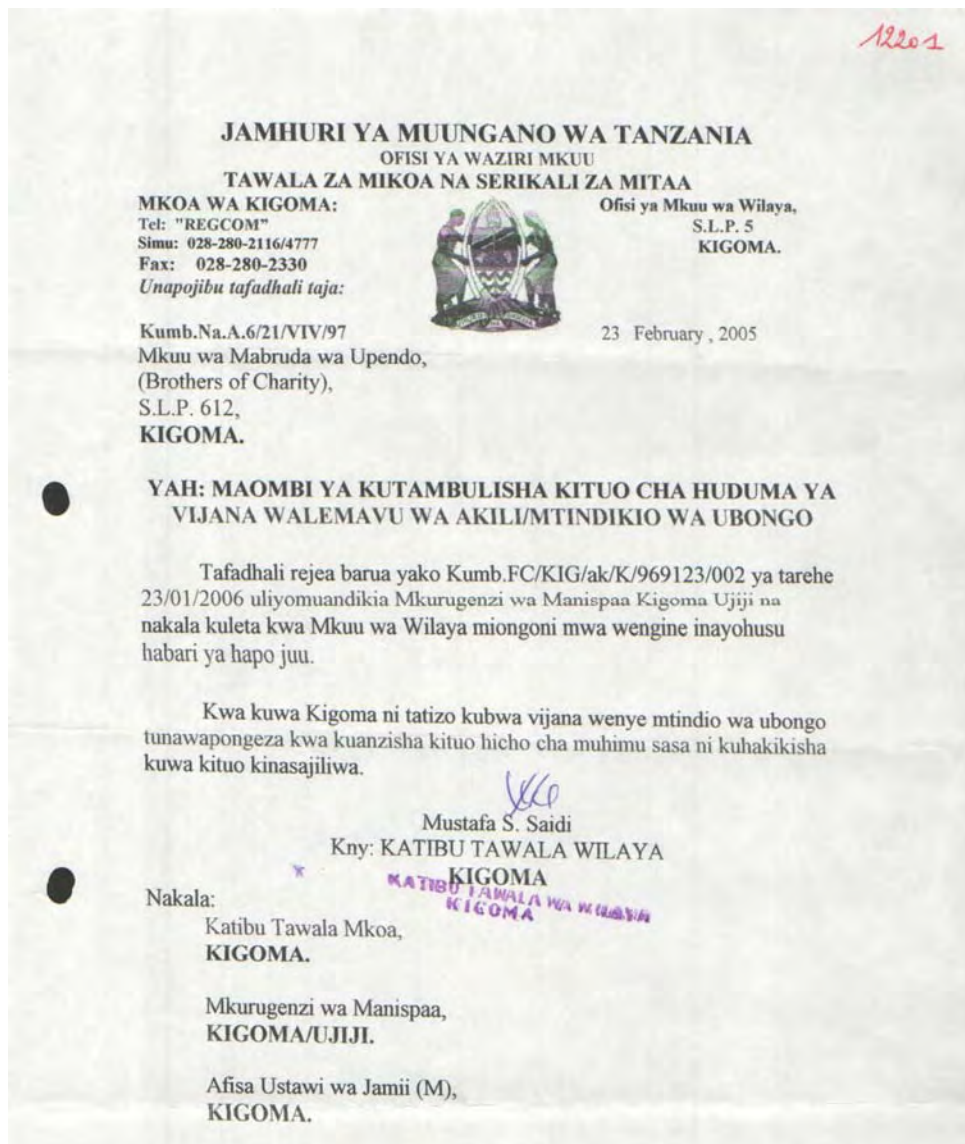 12201
JAMHURI YA MUUNGANO WA TANZANIA
OFISI YA WAZIRI MKUU
TAWALA ZA MIKOA NA SERIKALI ZA MITAA
MKOA WA KIGOMA:
Tel: "REGCOM"
Simu: 028-280-2116/4777
Fax: 028-280-2330
Unapojibu tafadhali taja:
Ofisi ya Mkuu wa Wilaya,
S.L.P. 5
KIGOMA.
Kumb.Na.A.6/21/VIV/97
23 February , 2005
Mkuu wa Mabruda wa Upendo,
(Brothers of Charity),
S.L.P. 612,
KIGOMA.
YAH: MAOMBI YA KUTAMBULISHA KITUO CHA HUDUMA YA
VIJANA WALEMAVU WA AKILI/MTINDIKIO WA UBONGO
Tafadhali rejea barua yako Kumb.FC/KIG/ak/K/969123/002 ya tarehe
23/01/2006 uliyomuandikia Mkurugenzi wa Manispaa Kigoma Ujiji na
nakala kuleta kwa Mkuu wa Wilaya miongoni mwa wengine inayohusu
habari ya hapo juu.
Kwa kuwa Kigoma ni tatizo kubwa vijana wenye mtindio wa ubongo
tunawapongeza kwa kuanzisha kituo hicho cha muhimu sasa ni kuhakikisha
kuwa kituo kinasajiliwa.
Mustafa S. Saidi
Kny: KATIBU TAWALA WILAYA
KIGOMA
KATIBU TAWALA WA WILAYA
KIGOMA
Nakala:
Katibu Tawala Mkoa,
KIGOMA.
Mkurugenzi wa Manispaa,
KIGOMA/UJIJI.
Afisa Ustawi wa Jamii (M),
KIGOMA.